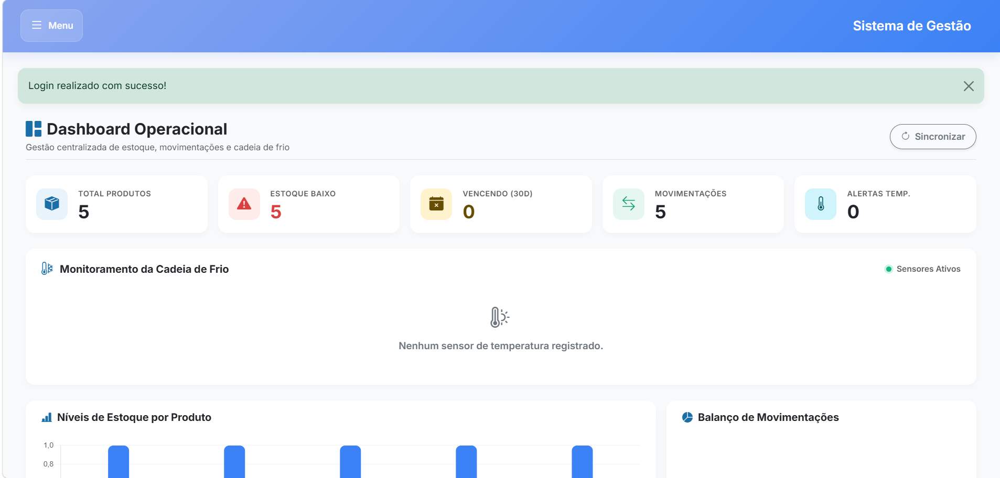 Menu
Sistema de Gestão
Login realizado com sucesso!
Dashboard Operacional
Gestão centralizada de estoque, movimentações e cadeia de frio
Sincronizar
TOTAL PRODUTOS
5
ESTOQUE BAIXO
5
VENCENDO (30D)
0
MOVIMENTAÇÕES
5
ALERTAS TEMP.
0
Monitoramento da Cadeia de Frio
Sensores Ativos
Nenhum sensor de temperatura registrado.
Níveis de Estoque por Produto
1,0
0,8
Balanço de Movimentações